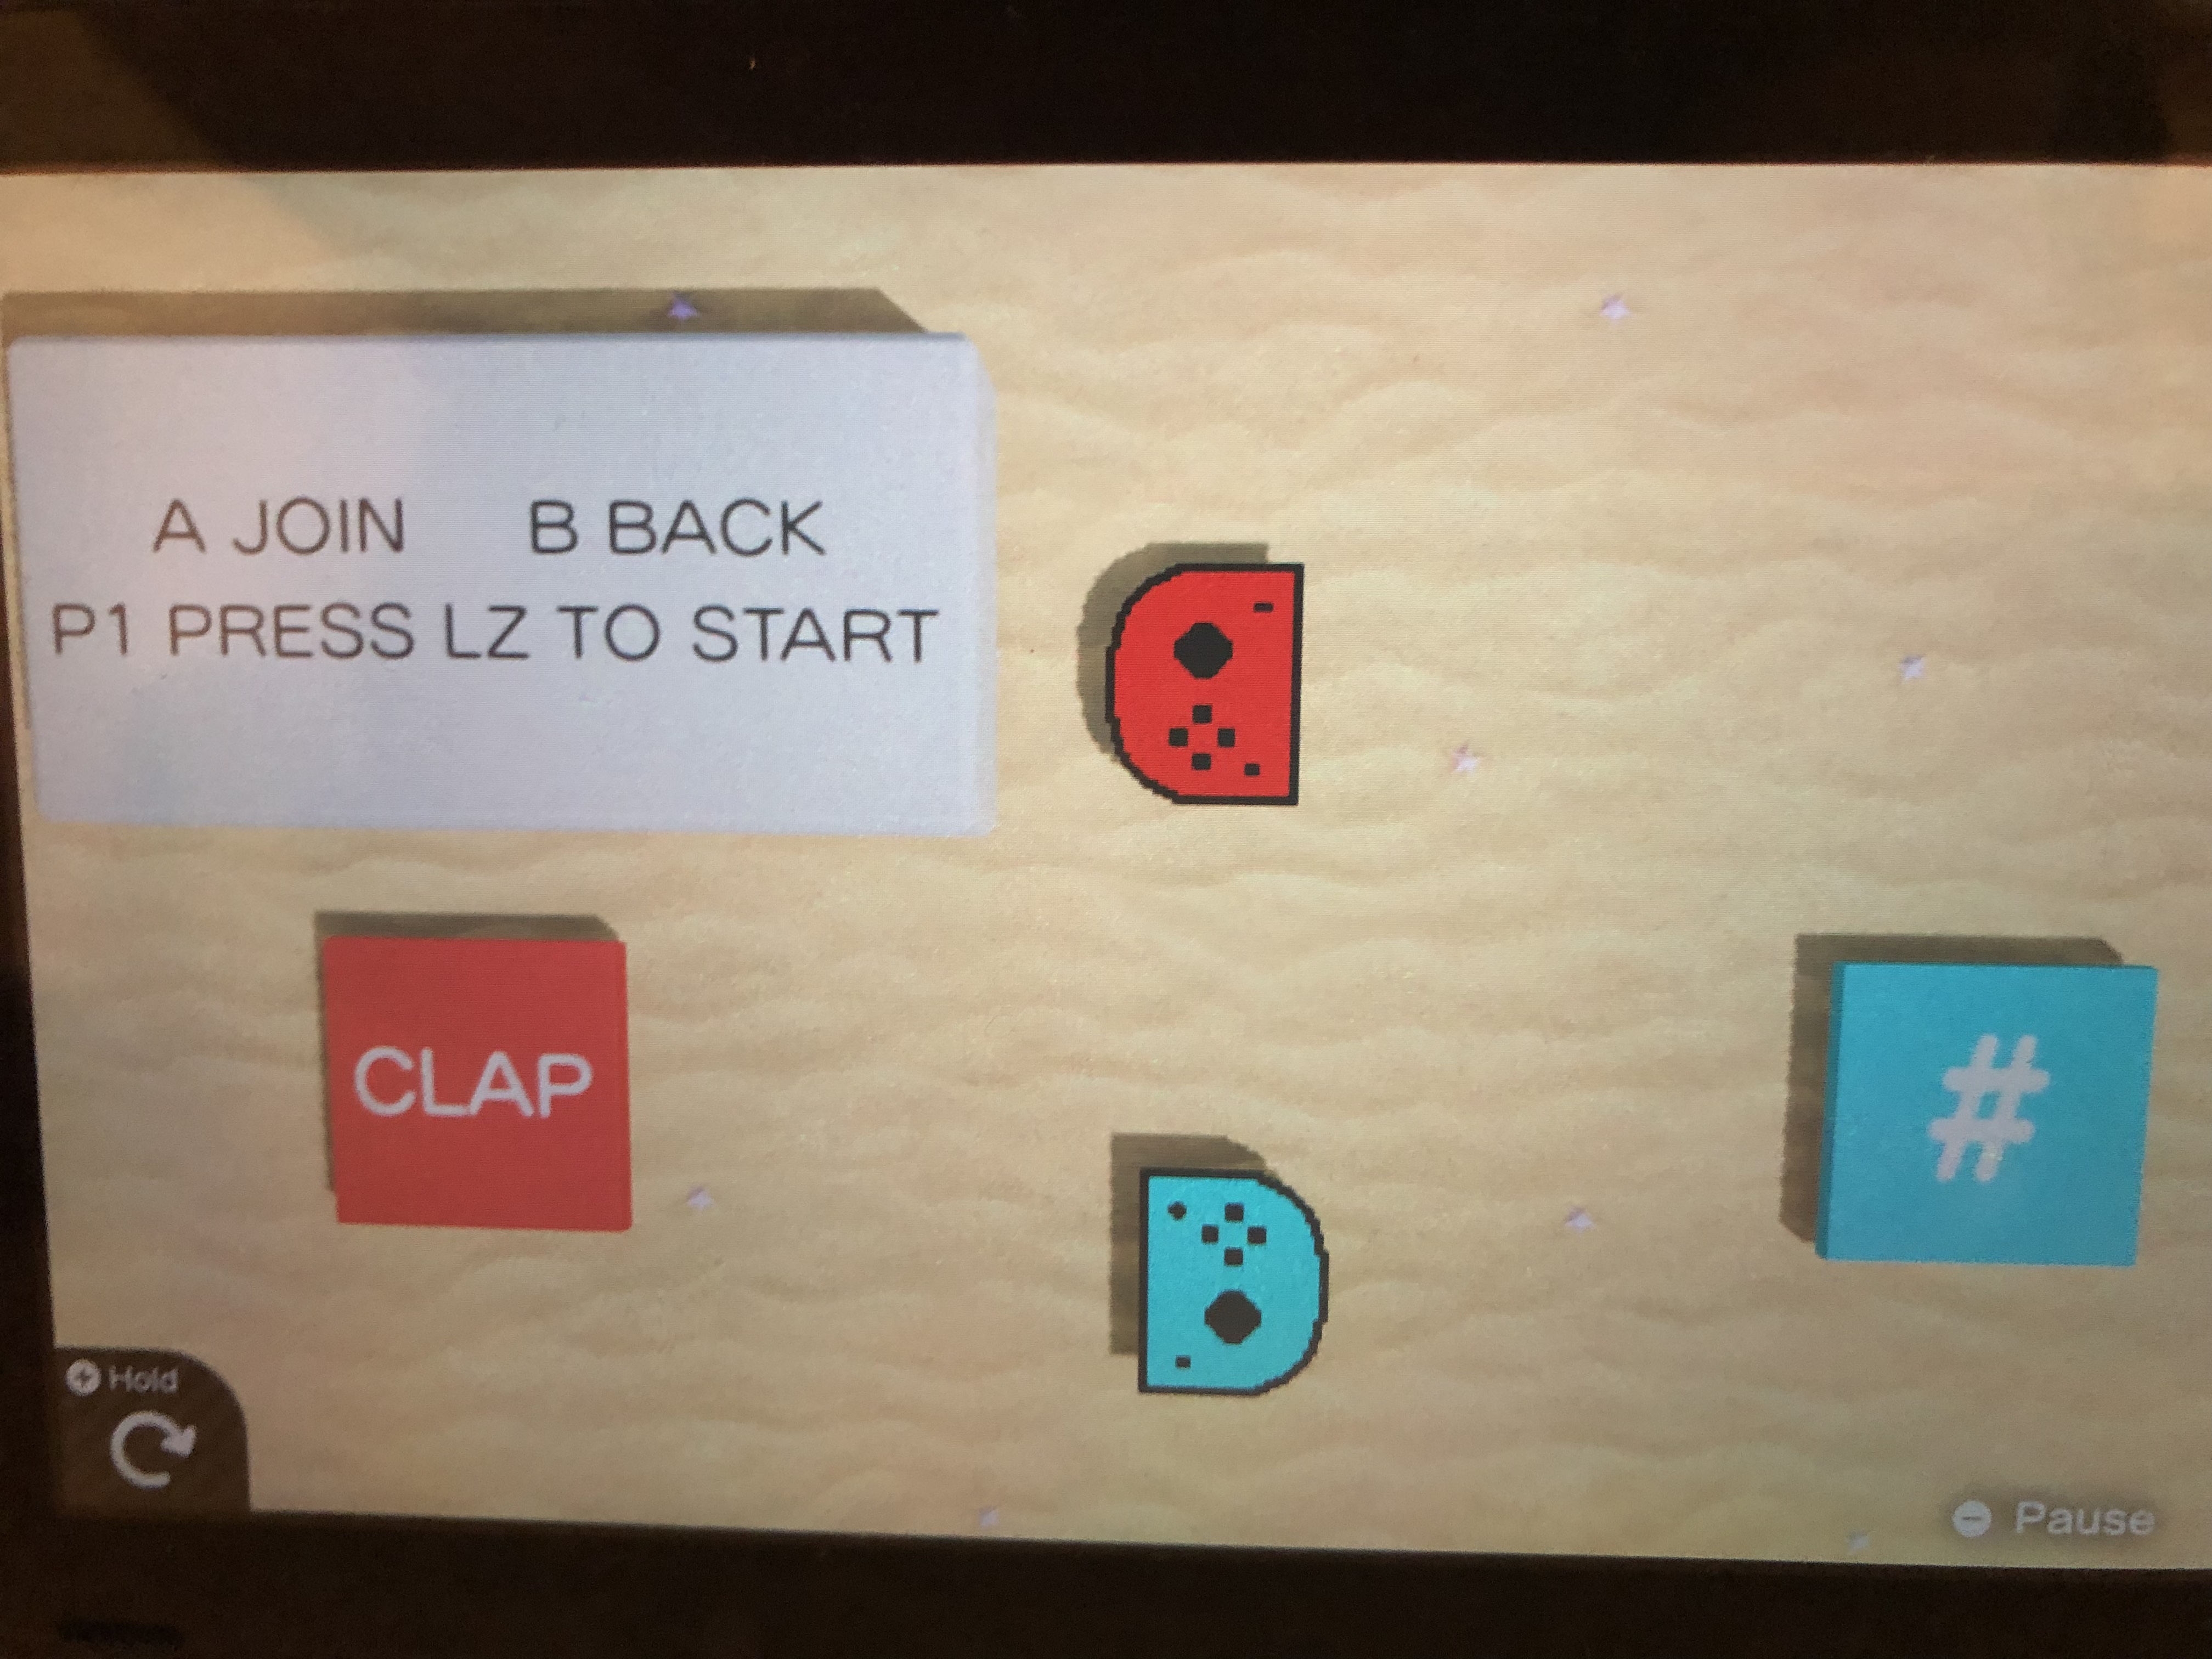 A JOIN B BACK
P1 PRESS LZ TO START
CLAP
#
Hold
Pause